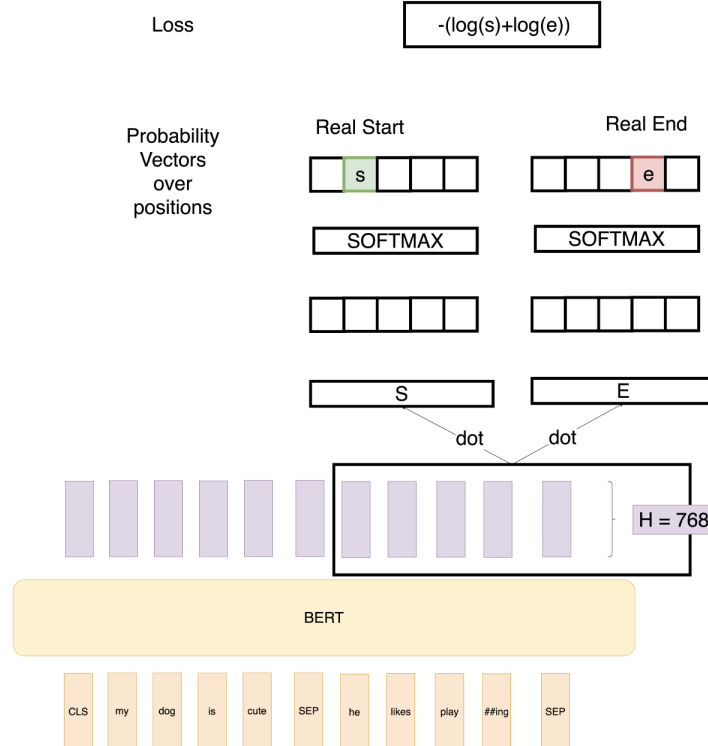 Loss
-(log(s)+log(e))
Probability
Vectors
over
positions
Real Start
Real End
s
e
SOFTMAX
SOFTMAX
S
E
dot
dot
H = 768
BERT
CLS
my
dog
is
cute
SEP
he
likes
play
##ing
SEP